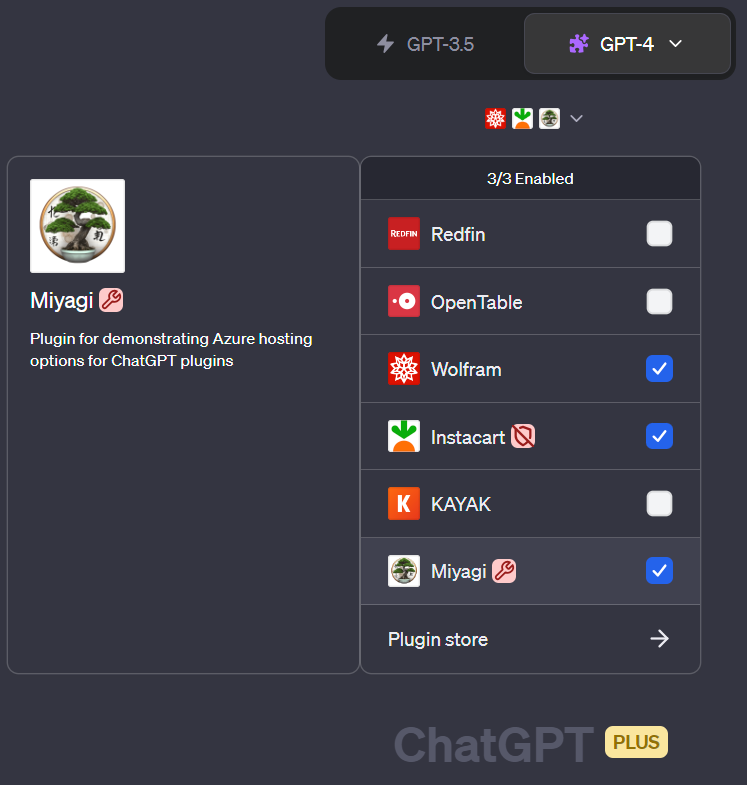 GPT-3.5
GPT-4
Miyagi
Plugin for demonstrating Azure hosting
options for ChatGPT plugins
3/3 Enabled
REDFIN
Redfin
OpenTable
Wolfram
Instacart
K
KAYAK
Miyagi
Plugin store
ChatGPT PLUS